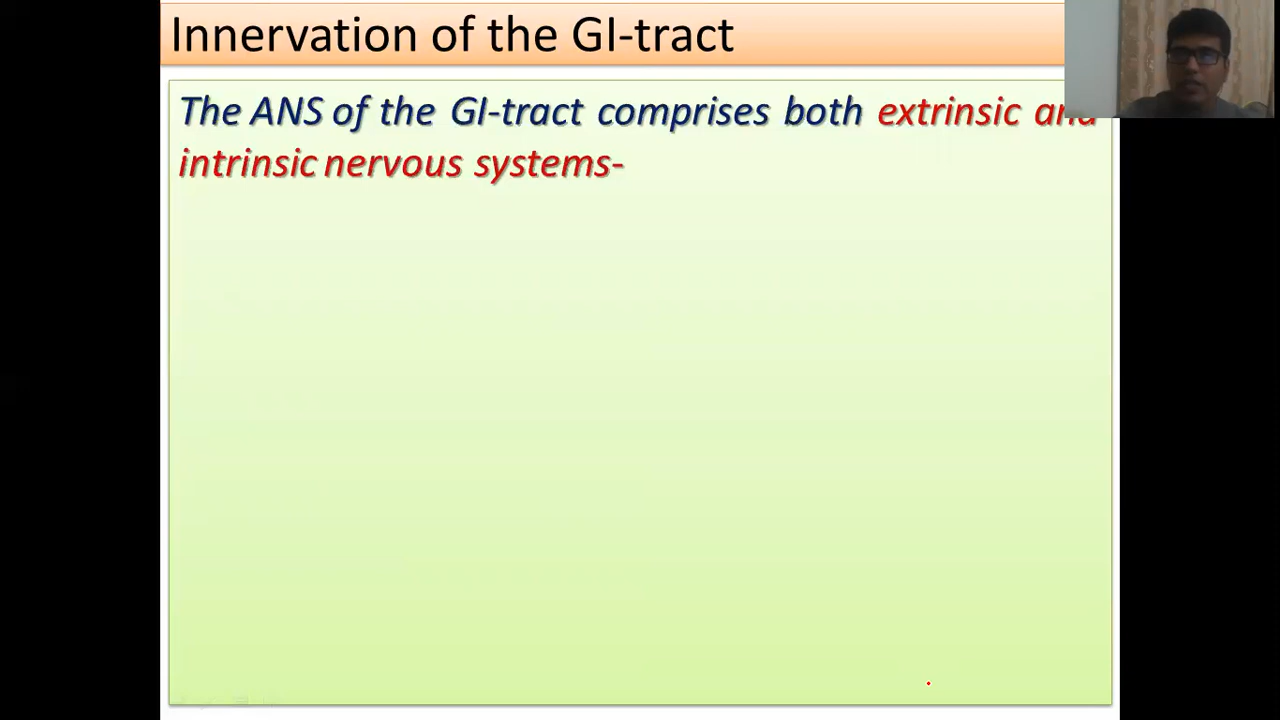 Innervation of the GI-tract
The ANS of the GI-tract comprises both extrinsic and
intrinsic nervous systems-